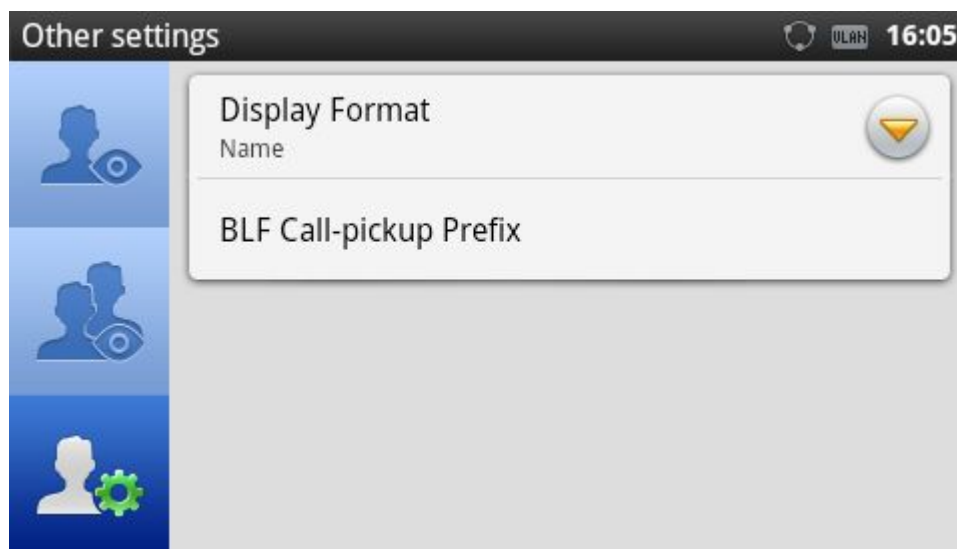 Other settings
VLAN 16:05
Display Format
Name
BLF Call-pickup Prefix